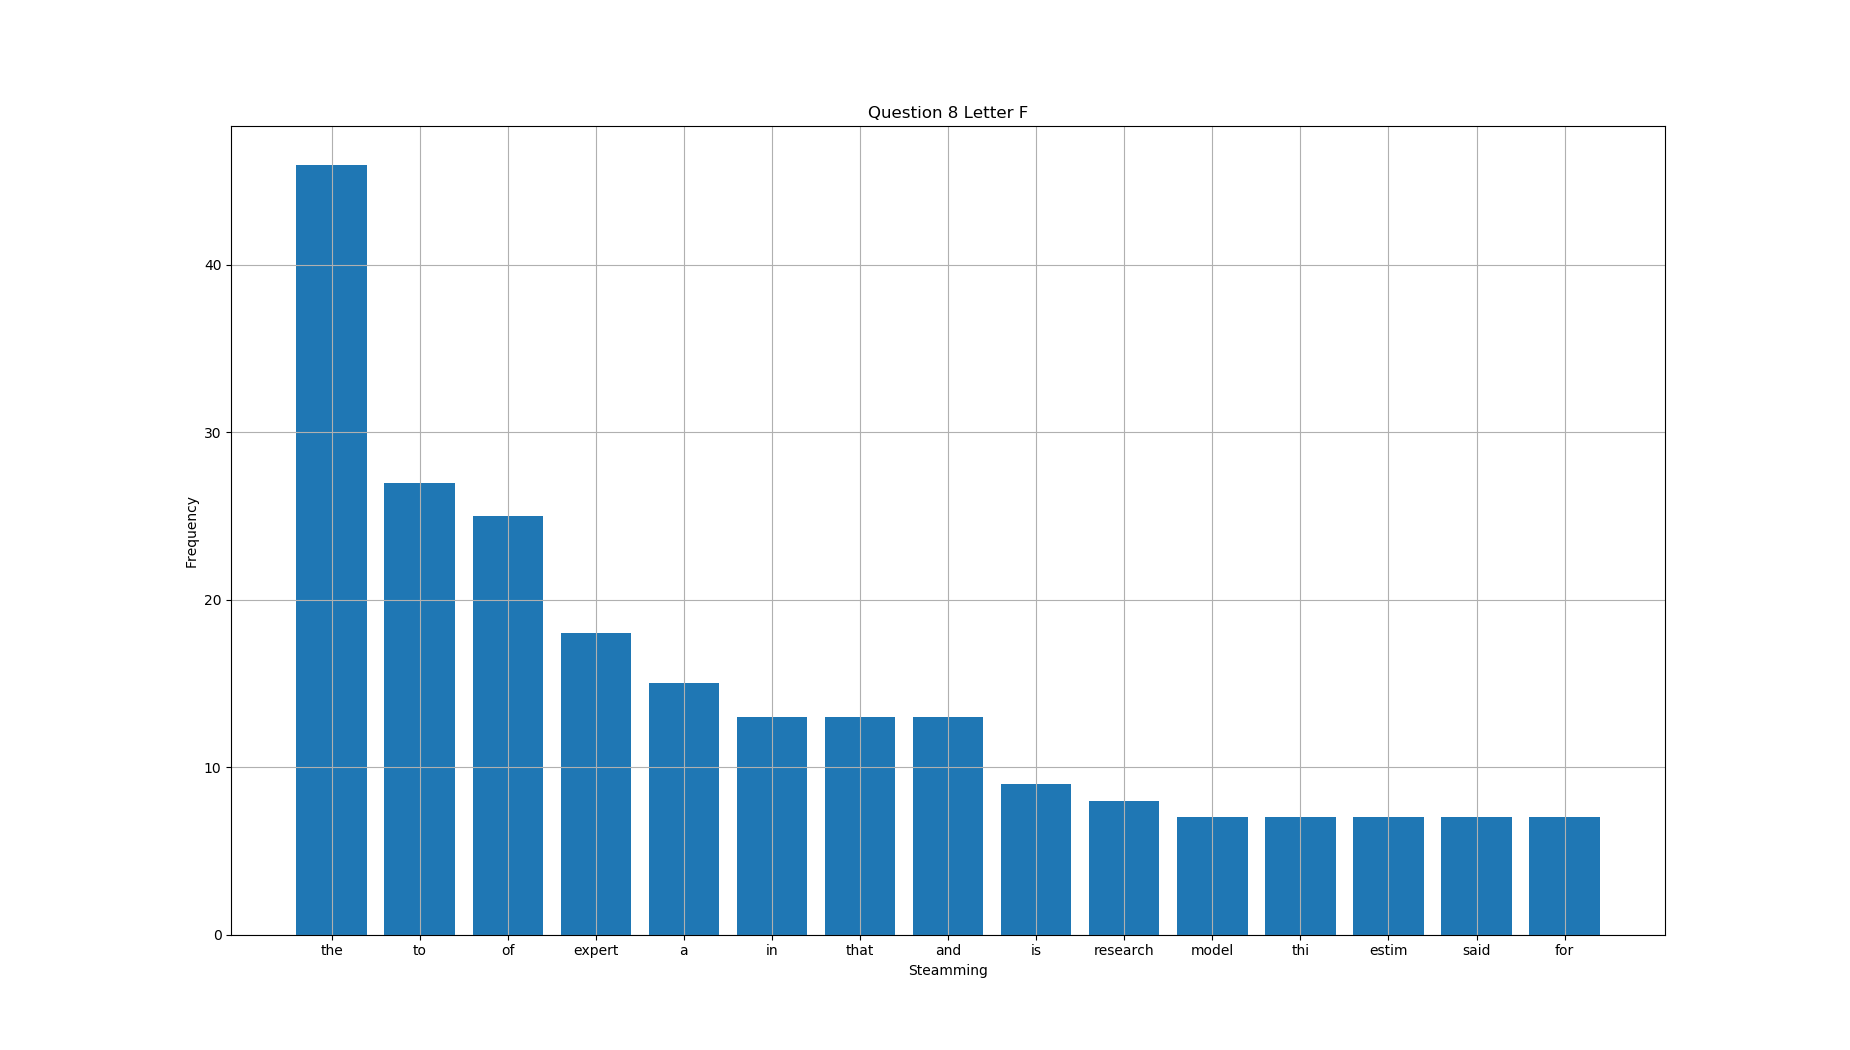 Question 8 Letter F
Frequency
40
30
20
10
0
the to of expert a in that and is research model thi estim said for
Steamming